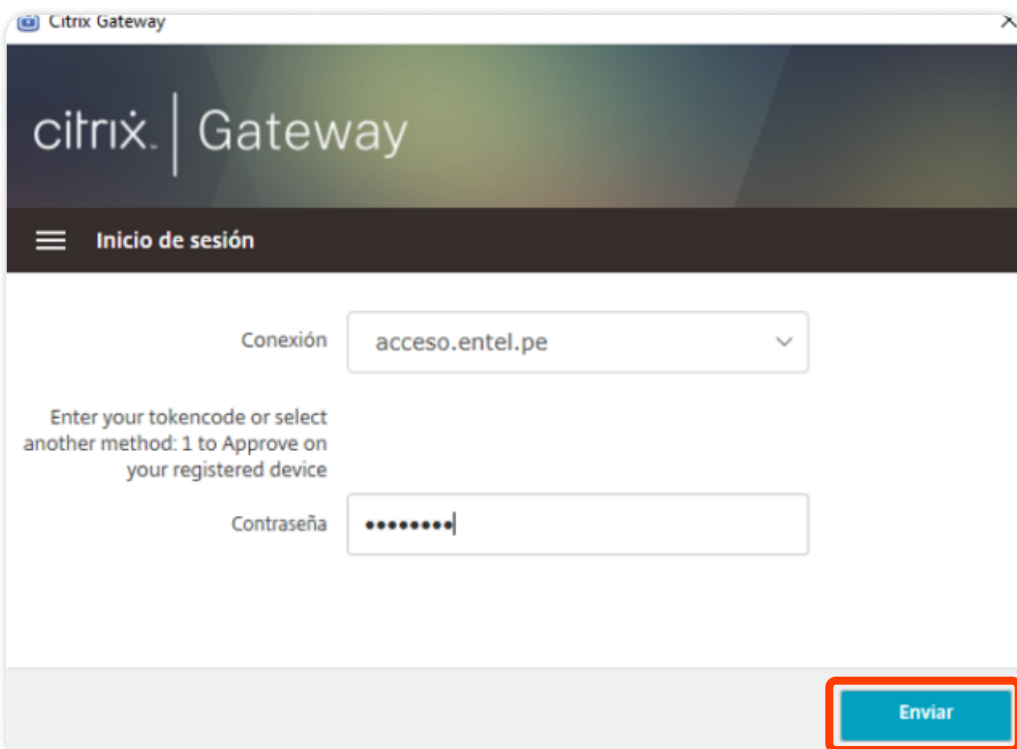 Citrix Gateway
citrix. | Gateway
Inicio de sesión
Conexión
acceso.entel.pe
Enter your tokencode or select
another method: 1 to Approve on
your registered device
Contraseña
Enviar